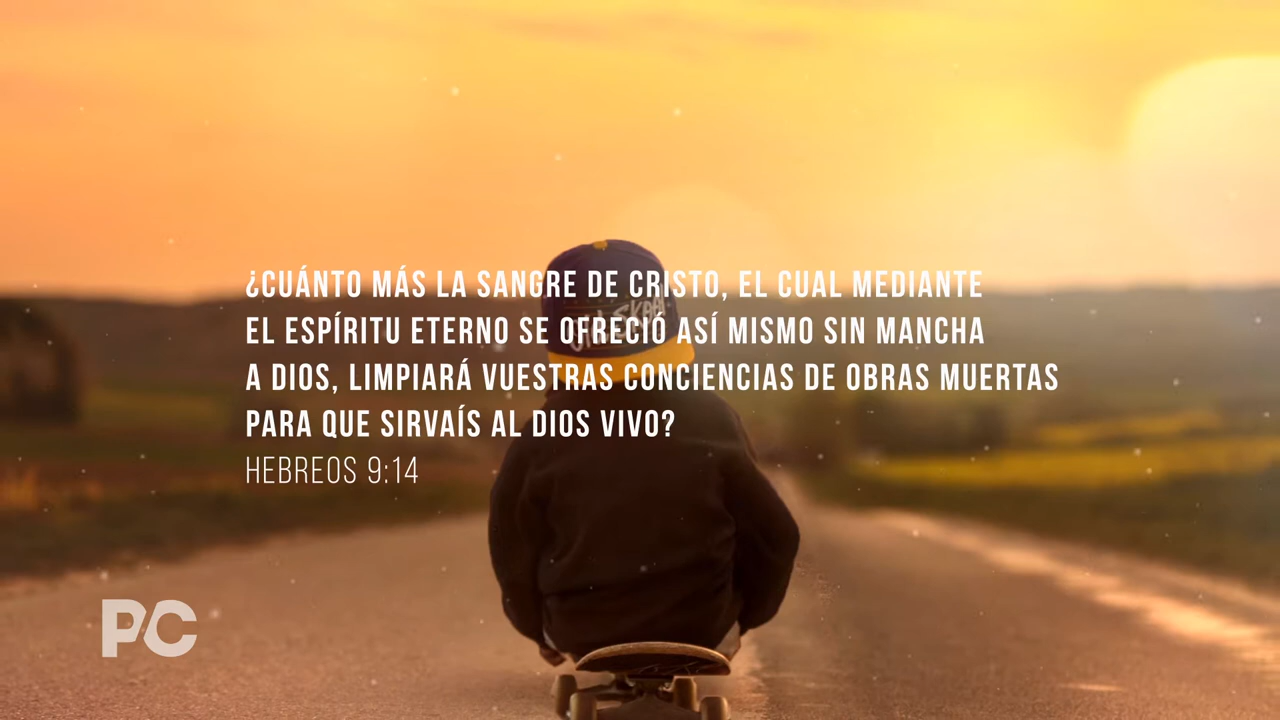 ¿CUÁNTO MÁS LA SANGRE DE CRISTO, EL CUAL MEDIANTE
EL ESPÍRITU ETERNO SE OFRECIÓ ASÍ MISMO SIN MANCHA
A DIOS, LIMPIARÁ VUESTRAS CONCIENCIAS DE OBRAS MUERTAS
PARA QUE SIRVAÍS AL DIOS VIVO?
HEBREOS 9:14
PC